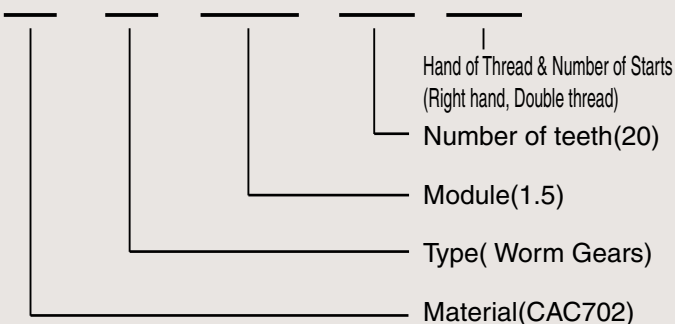 Hand of Thread & Number of Starts
(Right hand, Double thread)
Number of teeth(20)
Module(1.5)
Type( Worm Gears)
Material(CAC702)